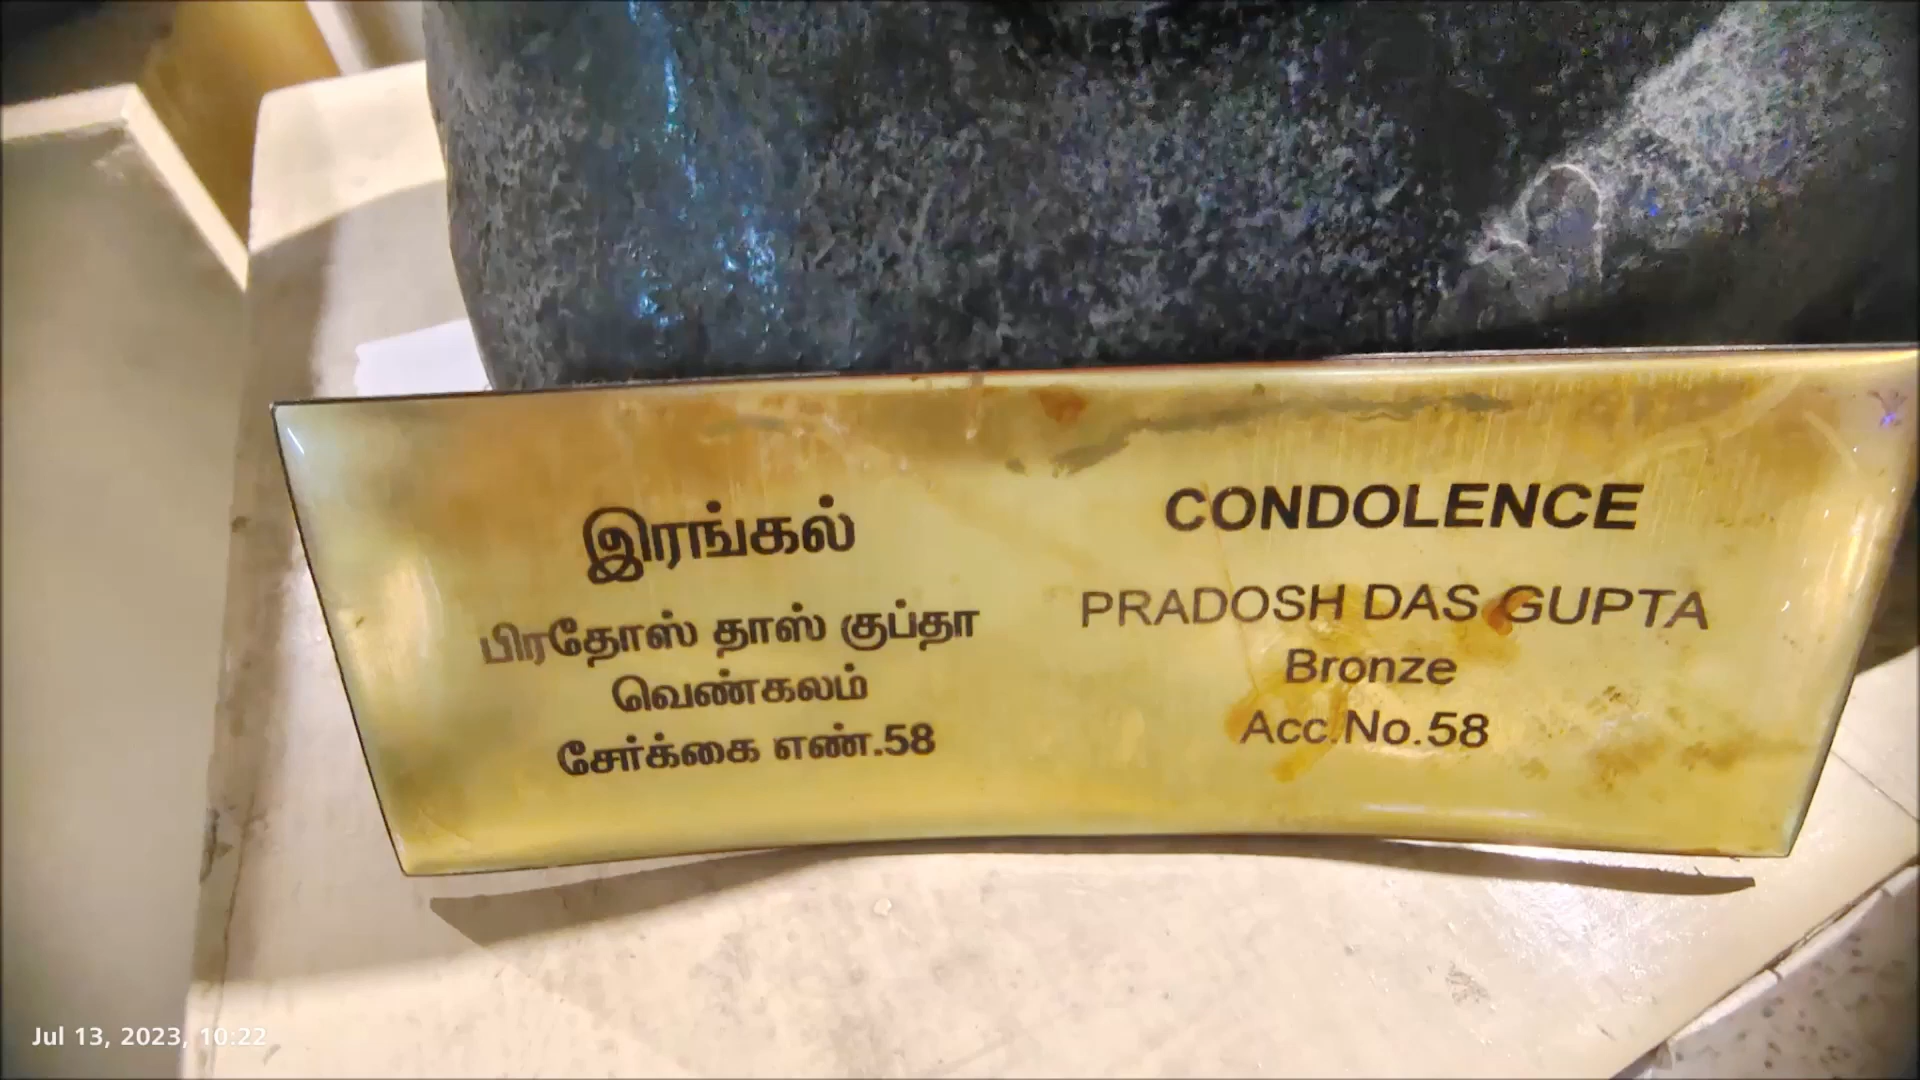 இரங்கல்
பிரதோஸ் தாஸ் குப்தா
வெண்கலம்
சேர்க்கை எண்.58
CONDOLENCE
PRADOSH DAS GUPTA
Bronze
Acc.No.58
Jul 13, 2023, 10:22